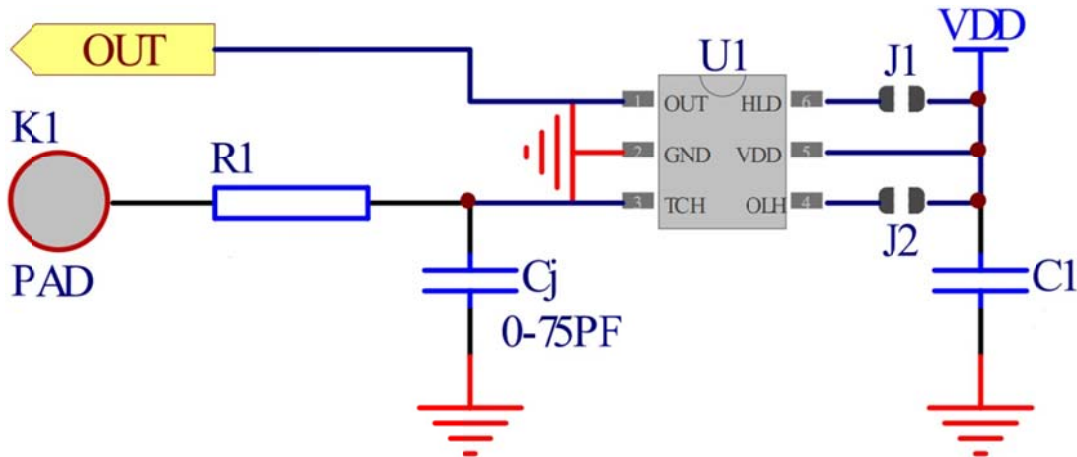 VDD
OUT
U1
J1
1 OUT HLD 6
K1
R1
2 GND VDD 5
3 TCH OLH 4
J2
PAD
Cj
C1
0-75PF